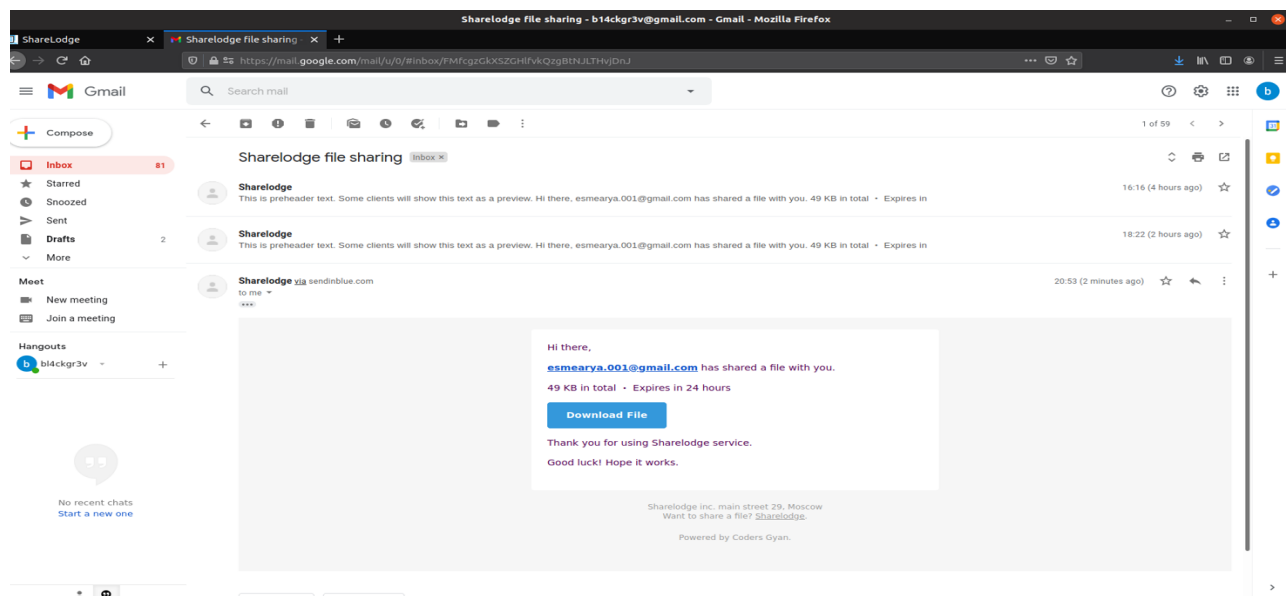 Sharelodge file sharing - b14ckgr3v@gmail.com - Gmail - Mozilla Firefox
ShareLodge
Sharelodge file sharing -
https://mail.google.com/mail/u/0/#inbox/FMfcgzGkXSZGHlfvkQzgBtNJLTHvjDnJ
Gmail
Search mail
b
Compose
1 of 59
Inbox 81
Starred
Snoozed
Sent
Drafts 2
More
Meet
New meeting
Join a meeting
Hangouts
b bl4ckgr3v
No recent chats
Start a new one
Sharelodge file sharing Inbox ×
Sharelodge 16:16 (4 hours ago)
This is preheader text. Some clients will show this text as a preview. Hi there, esmearya.001@gmail.com has shared a file with you. 49 KB in total • Expires in
Sharelodge 18:22 (2 hours ago)
This is preheader text. Some clients will show this text as a preview. Hi there, esmearya.001@gmail.com has shared a file with you. 49 KB in total • Expires in
Sharelodge via sendinblue.com 20:53 (2 minutes ago)
to me
Hi there,
esmearya.001@gmail.com has shared a file with you.
49 KB in total • Expires in 24 hours
Download File
Thank you for using Sharelodge service.
Good luck! Hope it works.
Sharelodge inc. main street 29, Moscow
Want to share a file? Sharelodge.
Powered by Coders Gyan.